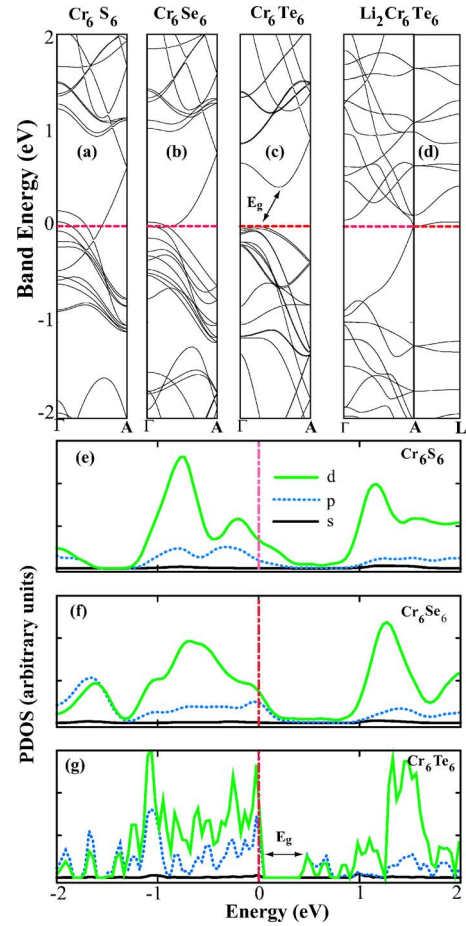 Cr6 S6 Cr6Se6 Cr6Te6 Li2Cr6Te6
Band Energy (eV)
2
1
0
-1
-2
(a) (b) (c) (d)
Eg
Γ A Γ A Γ A Γ A L
PDOS (arbitrary units)
(e) Cr6S6
d
p
s
(f) Cr6Se6
(g) Cr6Te6
Eg
-2 -1 0 1 2
Energy (eV)